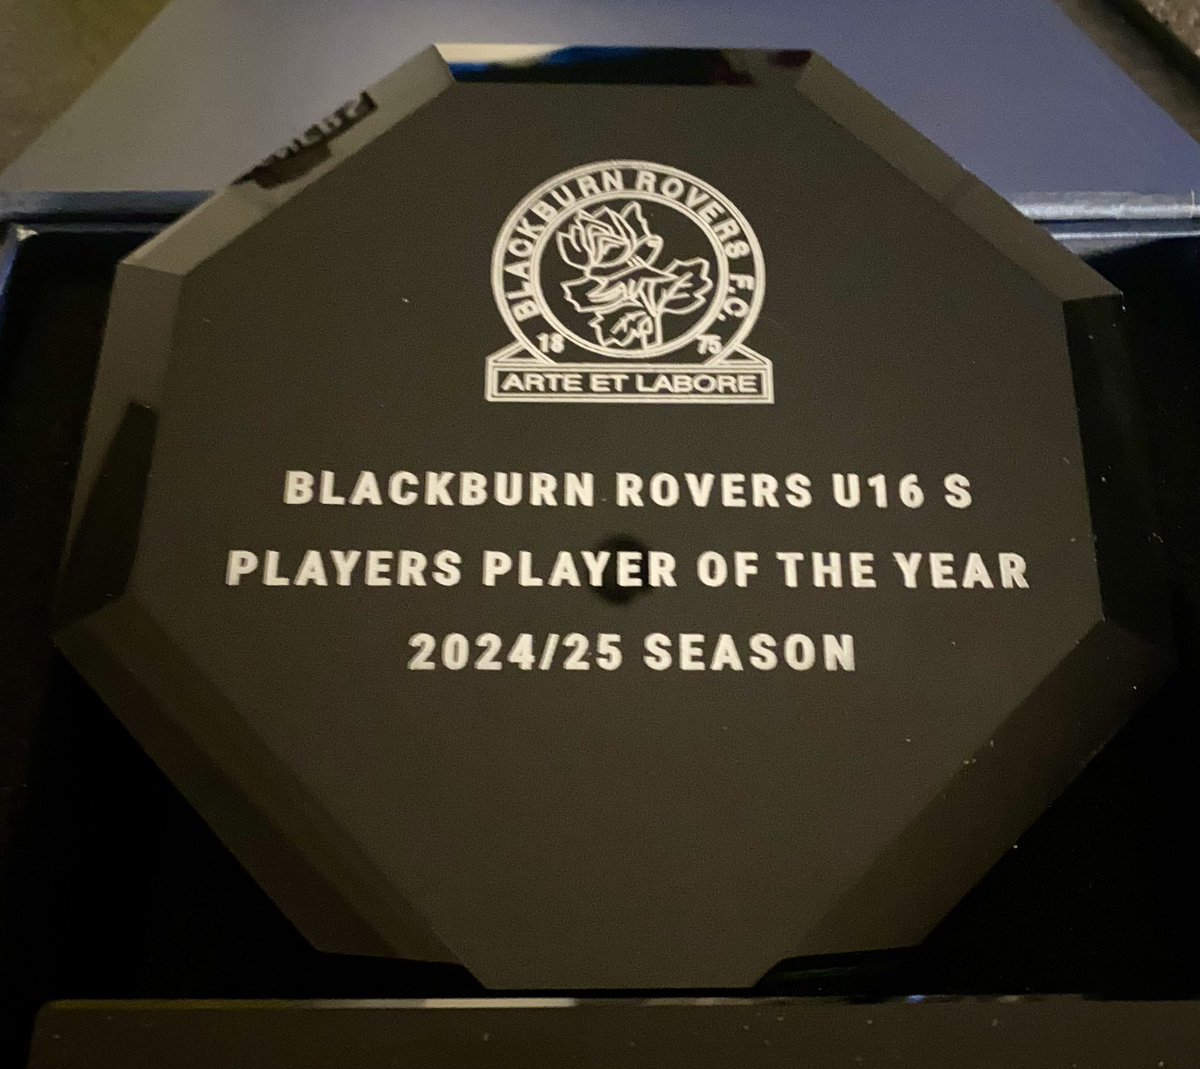 BLACKBURN ROVERS F.C.
18 75
ARTE ET LABORE
BLACKBURN ROVERS U16 S
PLAYERS PLAYER OF THE YEAR
2024/25 SEASON